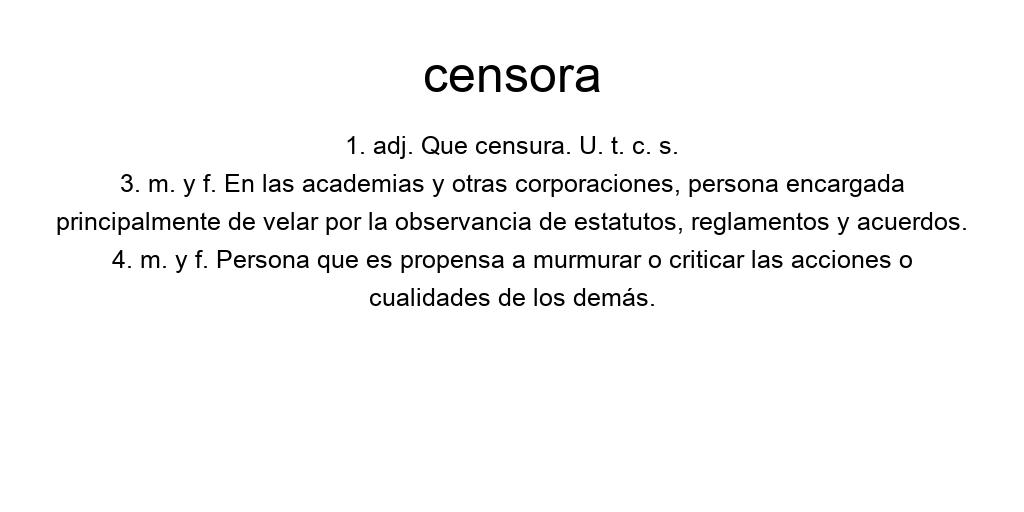 censora
1. adj. Que censura. U. t. c. s.
3. m. y f. En las academias y otras corporaciones, persona encargada
principalmente de velar por la observancia de estatutos, reglamentos y acuerdos.
4. m. y f. Persona que es propensa a murmurar o criticar las acciones o
cualidades de los demás.